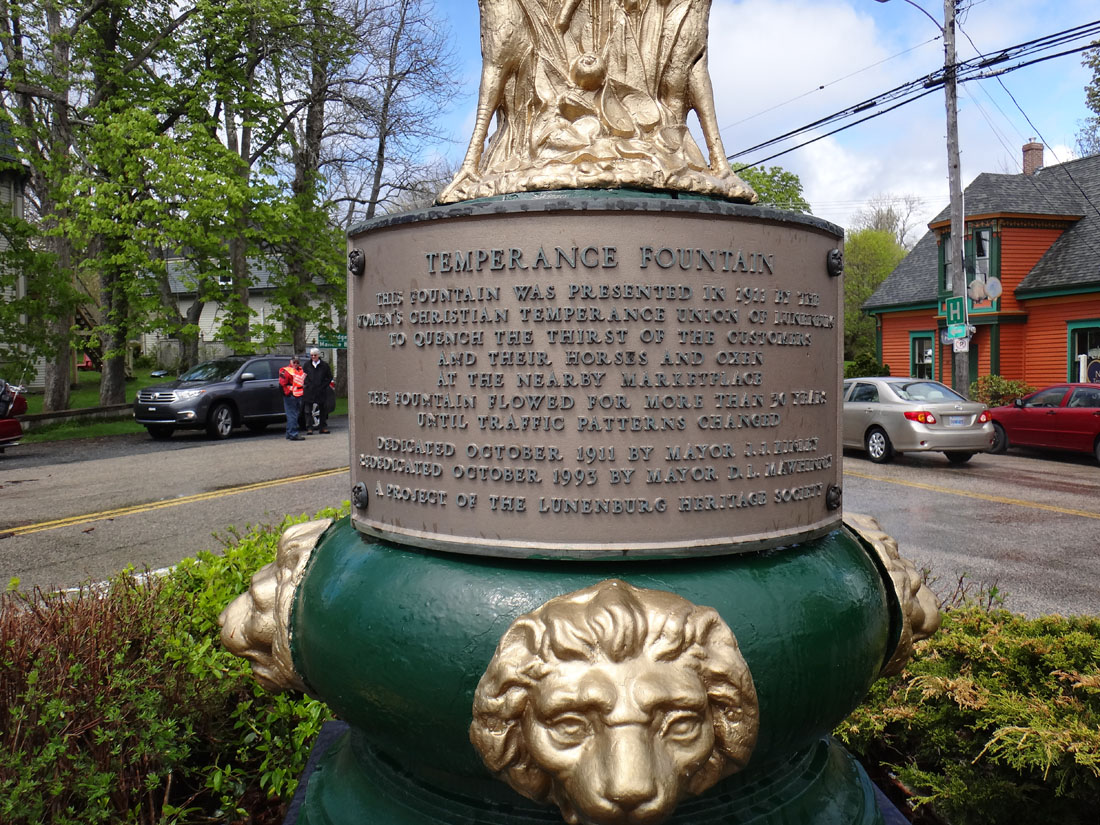 TEMPERANCE FOUNTAIN
THIS FOUNTAIN WAS PRESENTED IN 1911 BY THE
WOMEN'S CHRISTIAN TEMPERANCE UNION OF LUNENBURG
TO QUENCH THE THIRST OF THE CUSTOMERS
AND THEIR HORSES AND OXEN
AT THE NEARBY MARKETPLACE
THE FOUNTAIN FLOWED FOR MORE THAN YEARS
UNTIL TRAFFIC PATTERNS CHANGED
DEDICATED OCTOBER 1911 BY MAYOR
REDEDICATED OCTOBER 1993 BY MAYOR D.L. MAWHINNEY
A PROJECT OF THE LUNENBURG HERITAGE SOCIETY
H